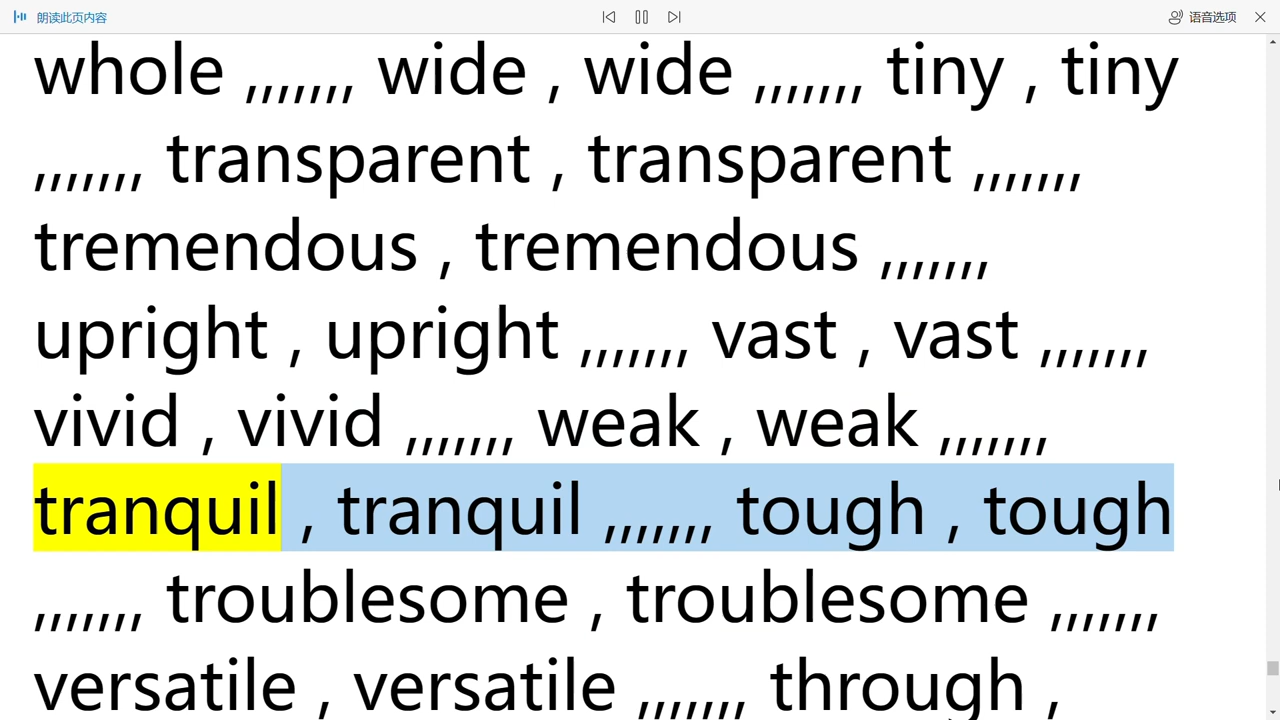 朗读此页内容
语音选项
whole ,,,,,,, wide , wide ,,,,,,, tiny , tiny
,,,,,,, transparent , transparent ,,,,,,,
tremendous , tremendous ,,,,,,,
upright , upright ,,,,,,, vast , vast ,,,,,,,
vivid , vivid ,,,,,,, weak , weak ,,,,,,,
tranquil , tranquil ,,,,,,, tough , tough
,,,,,,, troublesome , troublesome ,,,,,,,
versatile , versatile ,,,,,,, through ,